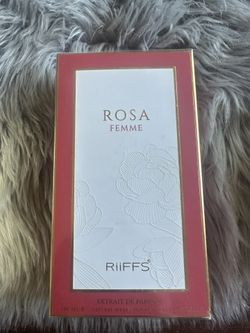 ROSA
FEMME
RiiFFS
EXTRAIT DE PARFUM